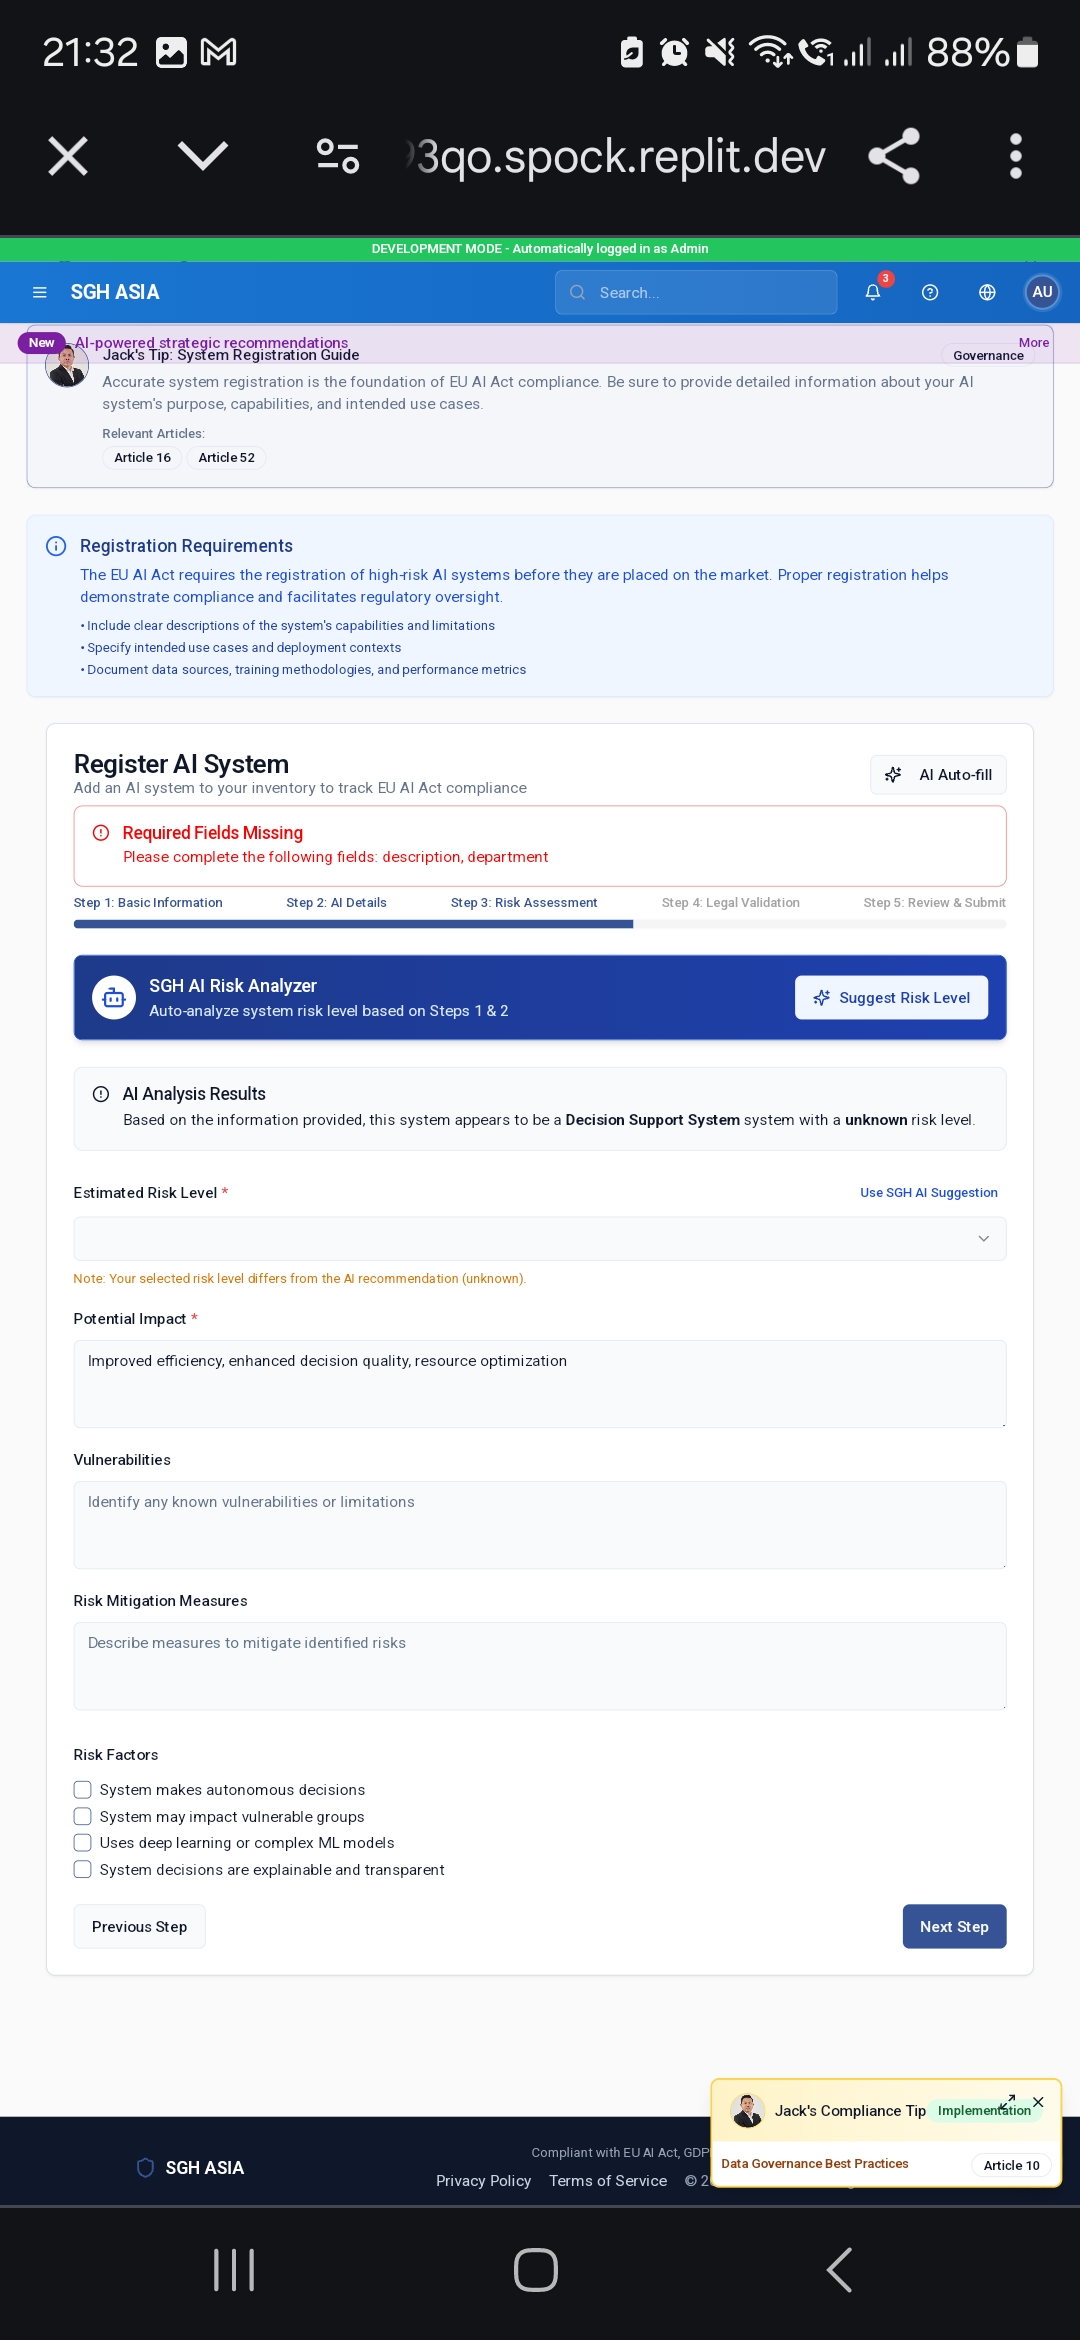 21:32
88%
3qo.spock.replit.dev
DEVELOPMENT MODE - Automatically logged in as Admin
SGH ASIA
Search...
3
AU
New
AI-powered strategic recommendations
More
Jack's Tip: System Registration Guide
Governance
Accurate system registration is the foundation of EU AI Act compliance. Be sure to provide detailed information about your AI
system's purpose, capabilities, and intended use cases.
Relevant Articles:
Article 16
Article 52
Registration Requirements
The EU AI Act requires the registration of high-risk AI systems before they are placed on the market. Proper registration helps
demonstrate compliance and facilitates regulatory oversight.
• Include clear descriptions of the system's capabilities and limitations
• Specify intended use cases and deployment contexts
• Document data sources, training methodologies, and performance metrics
Register AI System
Add an AI system to your inventory to track EU AI Act compliance
AI Auto-fill
Required Fields Missing
Please complete the following fields: description, department
Step 1: Basic Information
Step 2: AI Details
Step 3: Risk Assessment
Step 4: Legal Validation
Step 5: Review & Submit
SGH AI Risk Analyzer
Auto-analyze system risk level based on Steps 1 & 2
Suggest Risk Level
AI Analysis Results
Based on the information provided, this system appears to be a Decision Support System system with a unknown risk level.
Estimated Risk Level *
Use SGH AI Suggestion
Note: Your selected risk level differs from the AI recommendation (unknown).
Potential Impact *
Improved efficiency, enhanced decision quality, resource optimization
Vulnerabilities
Identify any known vulnerabilities or limitations
Risk Mitigation Measures
Describe measures to mitigate identified risks
Risk Factors
System makes autonomous decisions
System may impact vulnerable groups
Uses deep learning or complex ML models
System decisions are explainable and transparent
Previous Step
Next Step
Jack's Compliance Tip
Implementation
Data Governance Best Practices
Article 10
SGH ASIA
Compliant with EU AI Act, GDP
Privacy Policy
Terms of Service
© 2